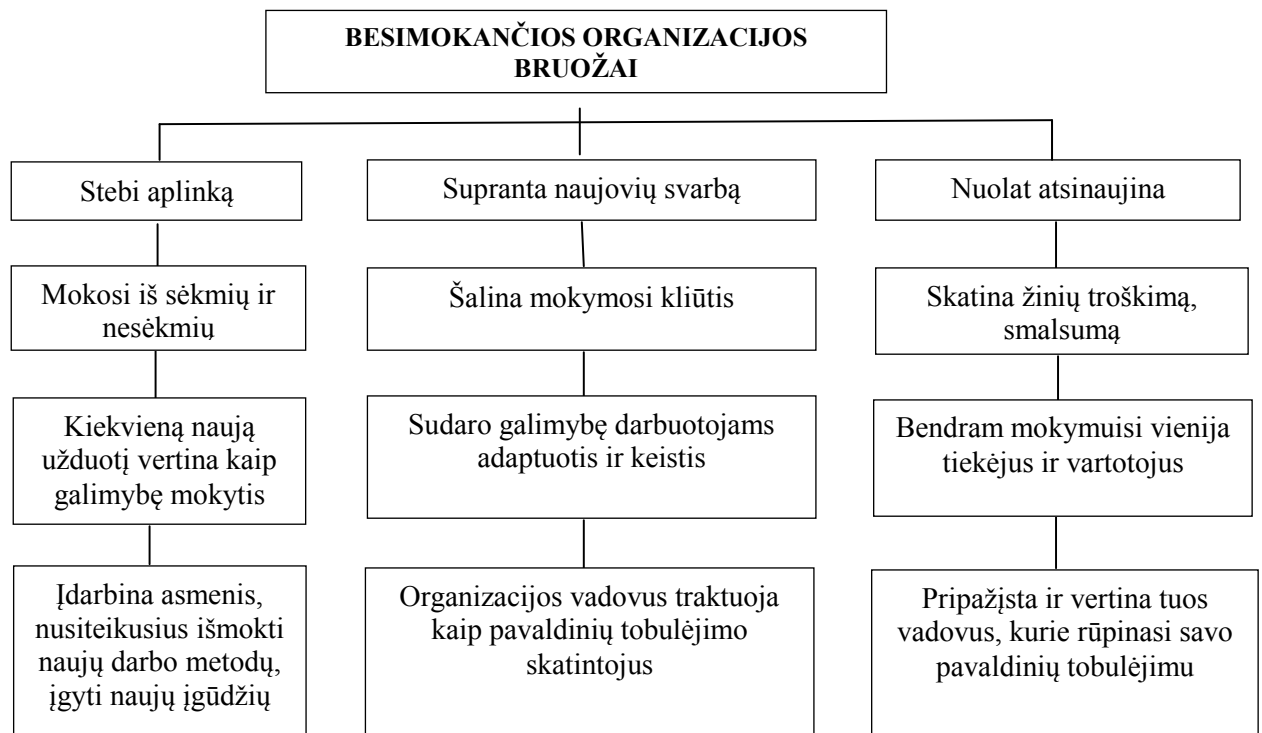 BESIMOKANČIOS ORGANIZACIJOS
BRUOŽAI
Stebi aplinką
Supranta naujovių svarbą
Nuolat atsinaujina
Mokosi iš sėkmių ir
nesėkmių
Šalina mokymosi kliūtis
Skatina žinių troškimą,
smalsumą
Kiekvieną naują
užduotį vertina kaip
galimybę mokytis
Sudaro galimybę darbuotojams
adaptuotis ir keistis
Bendram mokymuisi vienija
tiekėjus ir vartotojus
Įdarbina asmenis,
nusiteikusius išmokti
naujų darbo metodų,
įgyti naujų įgūdžių
Organizacijos vadovus traktuoja
kaip pavaldinių tobulėjimo
skatintojus
Pripažįsta ir vertina tuos
vadovus, kurie rūpinasi savo
pavaldinių tobulėjimu